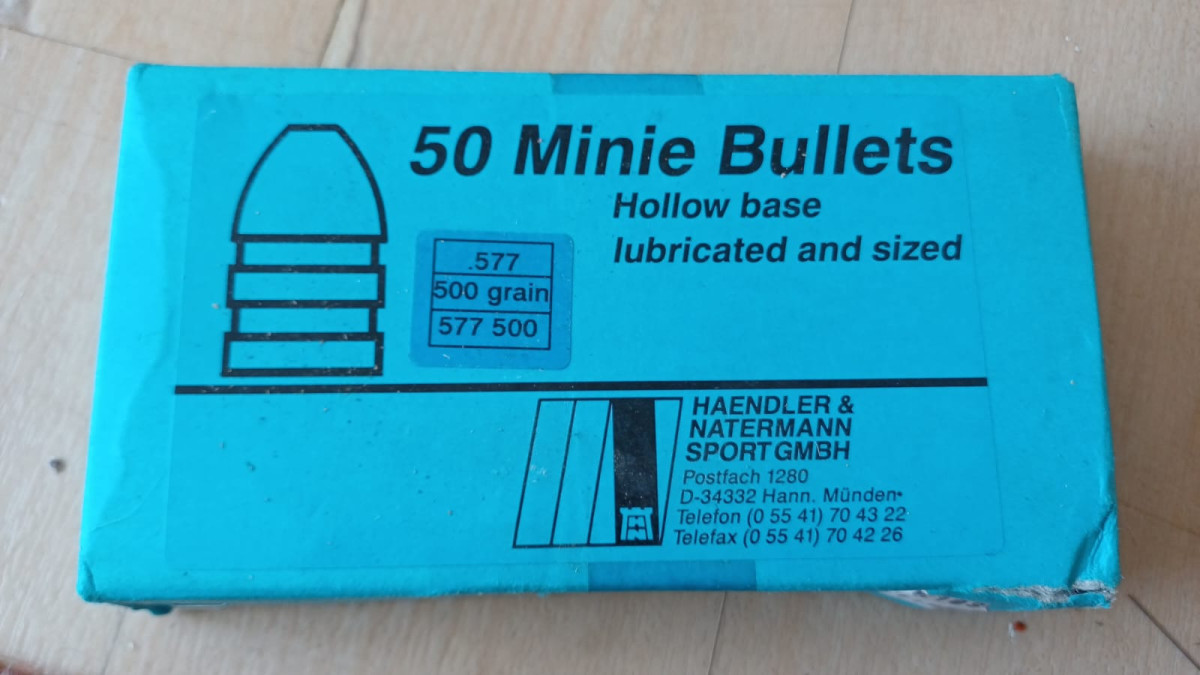 50 Minie Bullets
Hollow base
lubricated and sized
.577
500 grain
577 500
HAENDLER &
NATERMANN
SPORT GMBH
Postfach 1280
D-34332 Hann. Münden
Telefon (0 55 41) 70 43 22
Telefax (0 55 41) 70 42 26